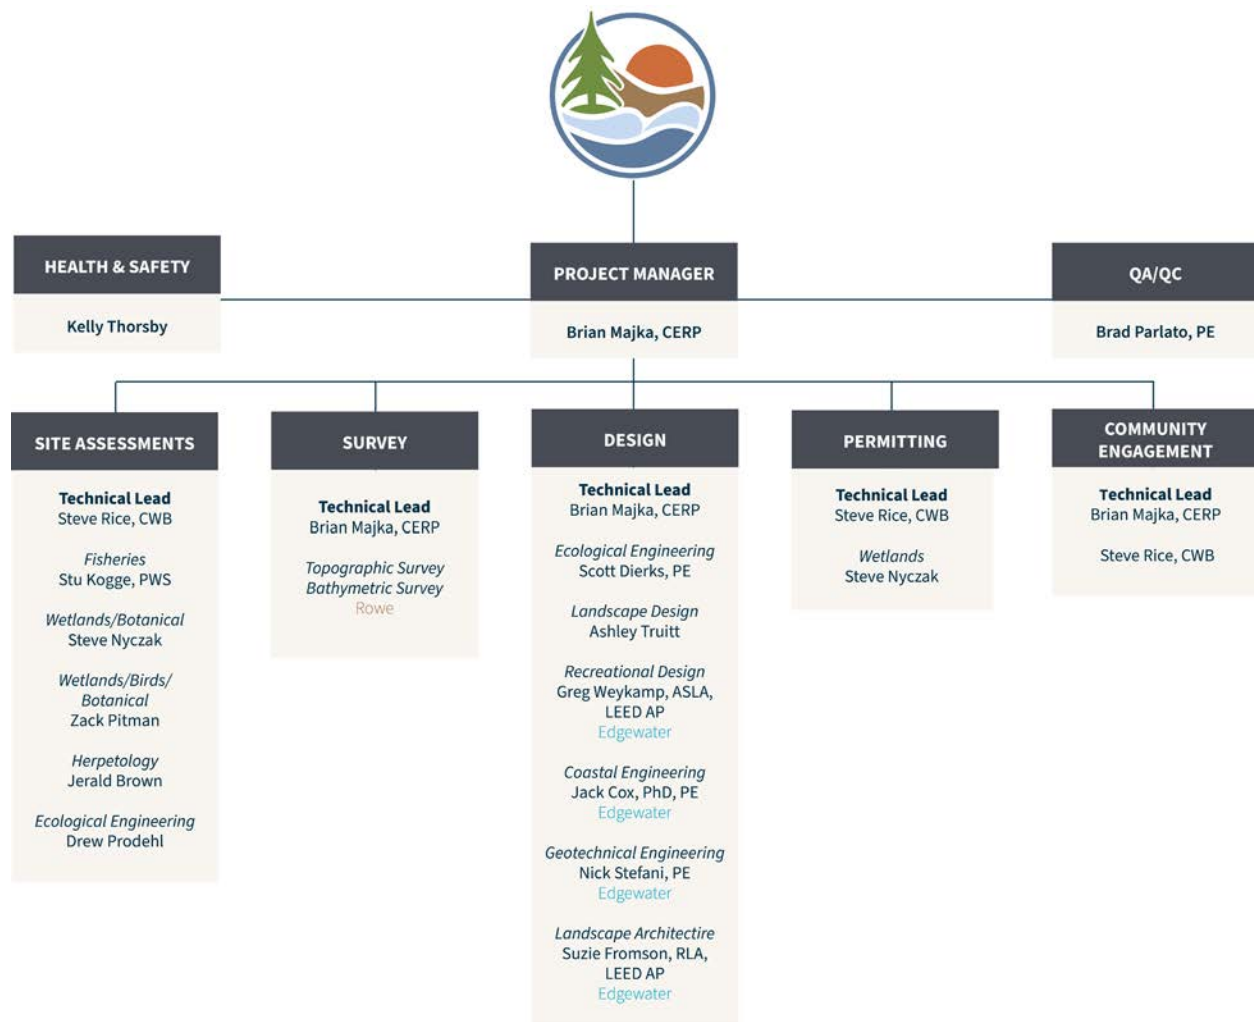 HEALTH & SAFETY
Kelly Thorsby
PROJECT MANAGER
Brian Majka, CERP
QA/QC
Brad Parlato, PE
SITE ASSESSMENTS
Technical Lead
Steve Rice, CWB
Fisheries
Stu Kogge, PWS
Wetlands/Botanical
Steve Nyczak
Wetlands/Birds/
Botanical
Zack Pitman
Herpetology
Jerald Brown
Ecological Engineering
Drew Prodehl
SURVEY
Technical Lead
Brian Majka, CERP
Topographic Survey
Bathymetric Survey
Rowe
DESIGN
Technical Lead
Brian Majka, CERP
Ecological Engineering
Scott Dierks, PE
Landscape Design
Ashley Truitt
Recreational Design
Greg Weykamp, ASLA,
LEED AP
Edgewater
Coastal Engineering
Jack Cox, PhD, PE
Edgewater
Geotechnical Engineering
Nick Stefani, PE
Edgewater
Landscape Architectire
Suzie Fromson, RLA,
LEED AP
Edgewater
PERMITTING
Technical Lead
Steve Rice, CWB
Wetlands
Steve Nyczak
COMMUNITY
ENGAGEMENT
Technical Lead
Brian Majka, CERP
Steve Rice, CWB